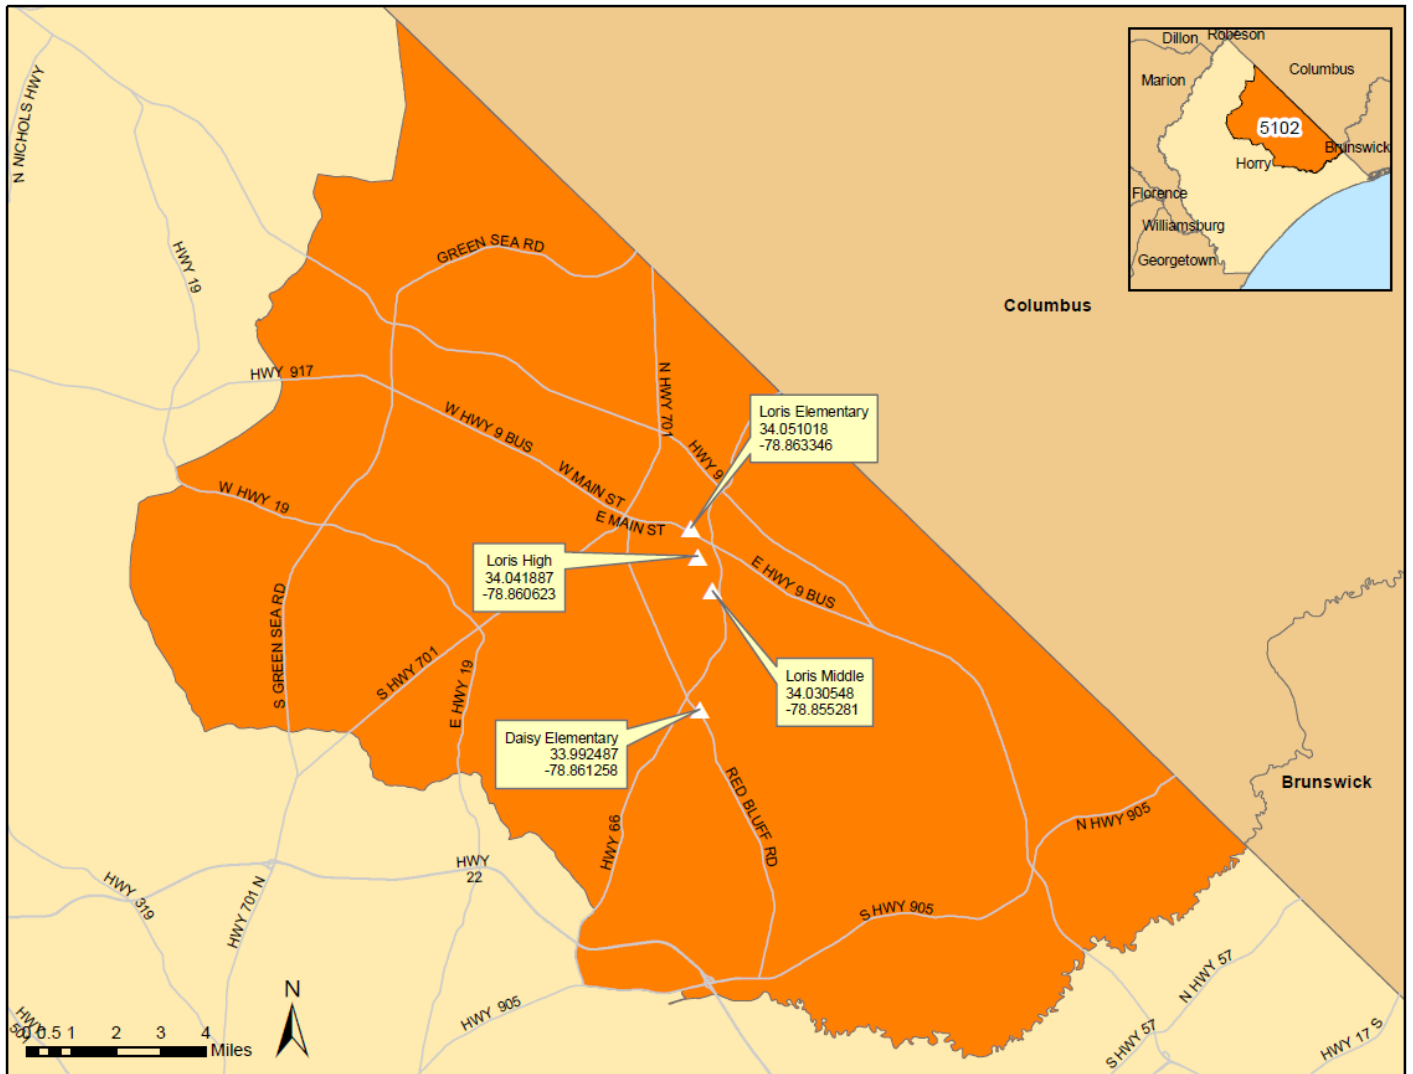 Dillon
Robeson
Columbus
Marion
5102
Brunswick
Horry
Florence
Williamsburg
Georgetown
N NICHOLS HWY
HWY 19
GREEN SEA RD
Columbus
HWY 917
N HWY 701
W HWY 9 BUS
HWY 9
Loris Elementary
34.051018
-78.863346
W MAIN ST
W HWY 19
E MAIN ST
Loris High
34.041887
-78.860623
E HWY 9 BUS
S GREEN SEA RD
S HWY 701
E HWY 19
Loris Middle
34.030548
-78.855281
Daisy Elementary
33.992487
-78.861258
Brunswick
RED BLUFF RD
N HWY 905
HWY 66
HWY
22
HWY 319
HWY 701 N
S HWY 905
N HWY 57
N
HWY 905
HWY
501
0 0.5 1 2 3 4
Miles
S HWY 57
HWY 17 S